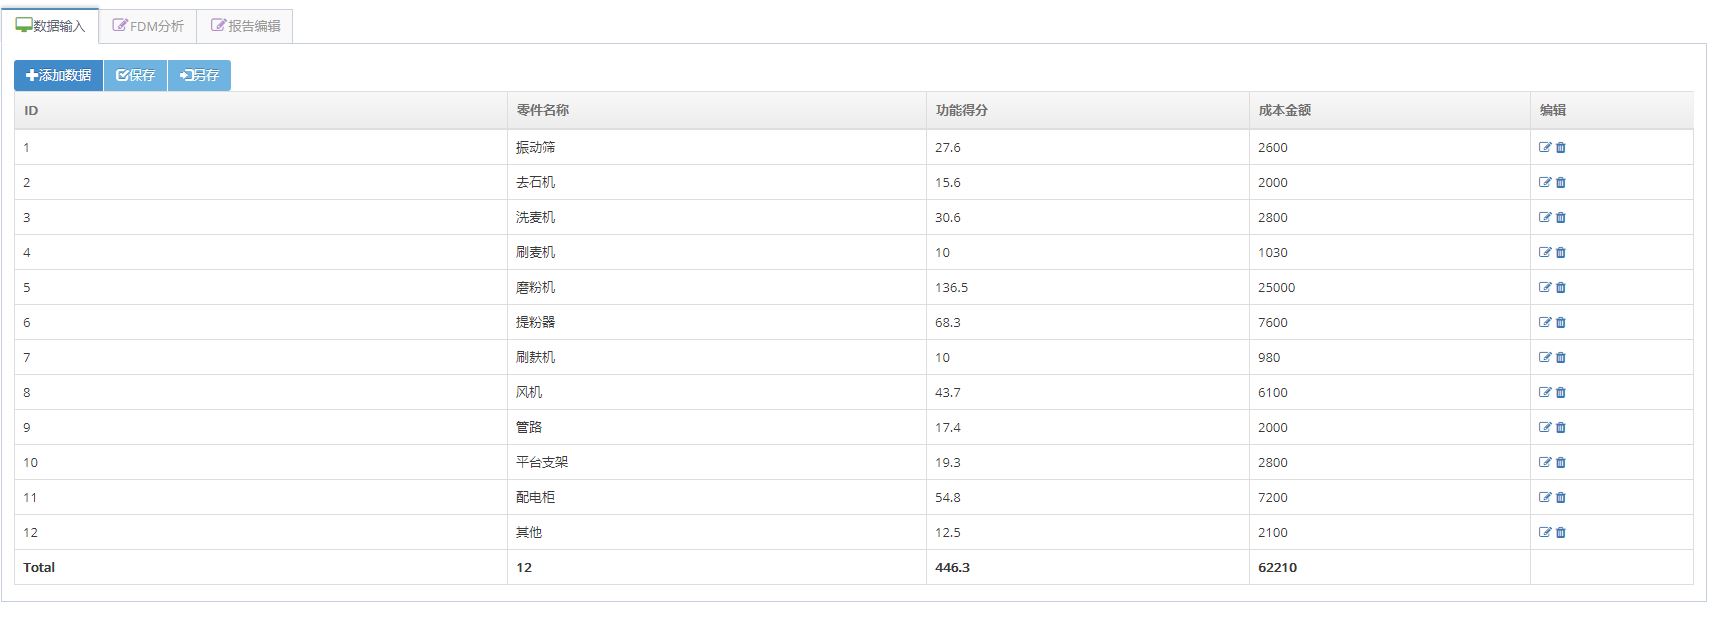 数据输入 FDM分析 报告编辑
添加数据 保存 另存
ID 零件名称 功能得分 成本金额 编辑
1 振动筛 27.6 2600
2 去石机 15.6 2000
3 洗麦机 30.6 2800
4 刷麦机 10 1030
5 磨粉机 136.5 25000
6 提粉器 68.3 7600
7 刷麸机 10 980
8 风机 43.7 6100
9 管路 17.4 2000
10 平台支架 19.3 2800
11 配电柜 54.8 7200
12 其他 12.5 2100
Total 12 446.3 62210